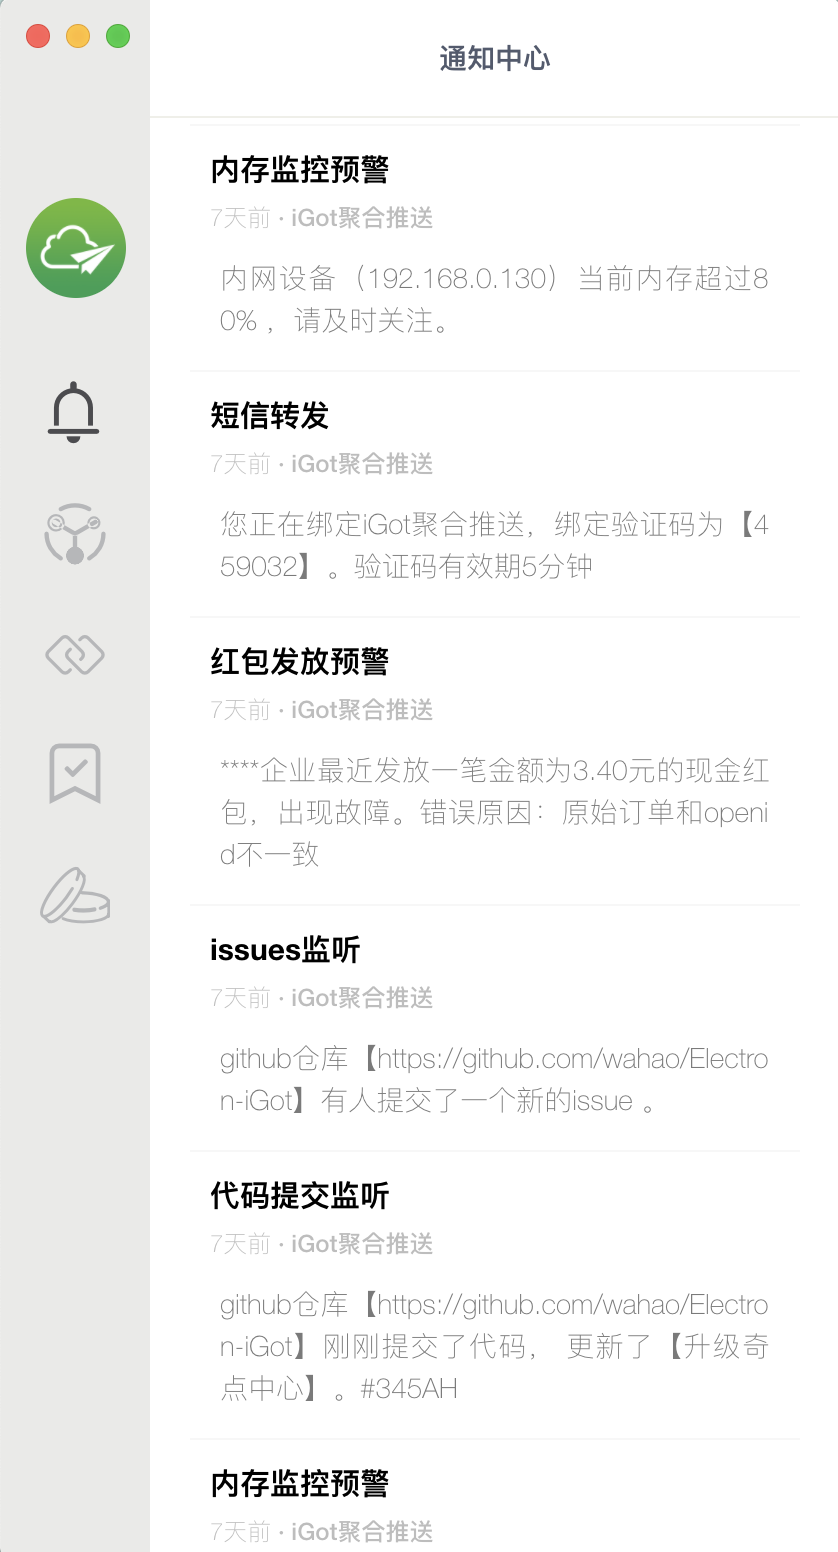 通知中心
内存监控预警
7天前 · iGot聚合推送
内网设备（192.168.0.130）当前内存超过8
0% ，请及时关注。
短信转发
7天前 · iGot聚合推送
您正在绑定iGot聚合推送，绑定验证码为【4
59032】。验证码有效期5分钟
红包发放预警
7天前 · iGot聚合推送
****企业最近发放一笔金额为3.40元的现金红
包，出现故障。错误原因：原始订单和openi
d不一致
issues监听
7天前 · iGot聚合推送
github仓库【https://github.com/wahao/Electro
n-iGot】有人提交了一个新的issue 。
代码提交监听
7天前 · iGot聚合推送
github仓库【https://github.com/wahao/Electro
n-iGot】刚刚提交了代码， 更新了【升级奇
点中心】。#345AH
内存监控预警
7天前 · iGot聚合推送